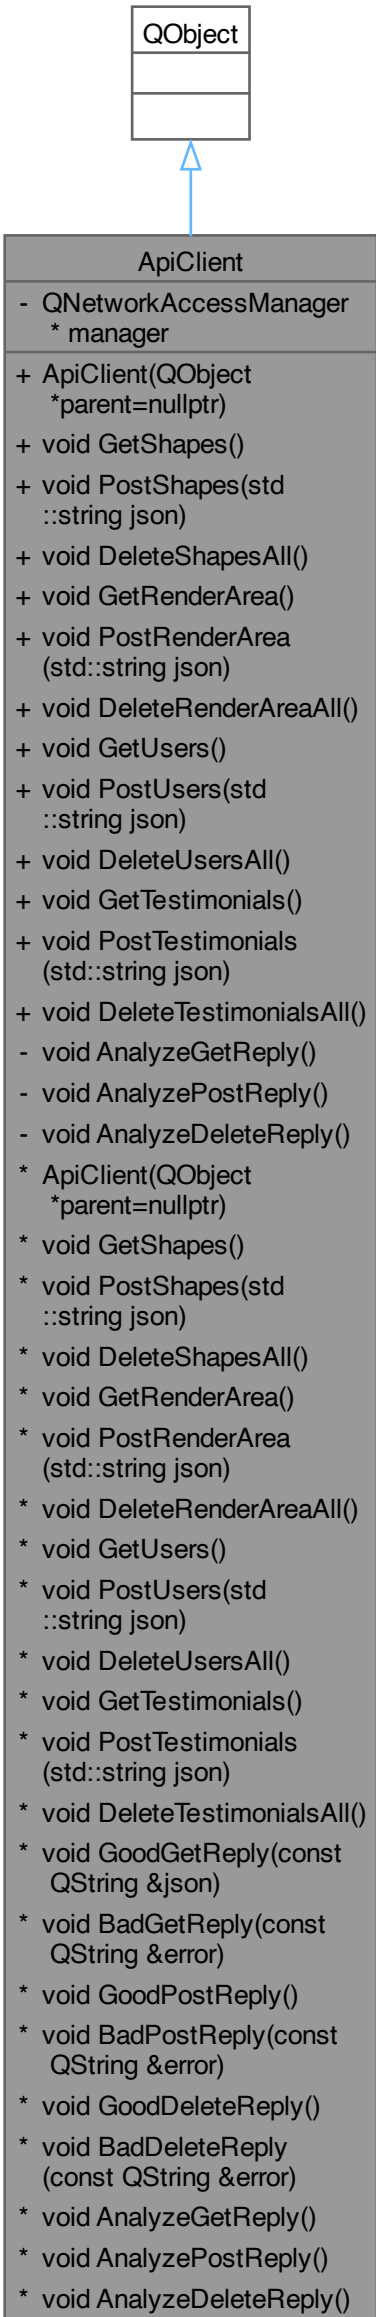 QObject
ApiClient
- QNetworkAccessManager
* manager
+ ApiClient(QObject
*parent=nullptr)
+ void GetShapes()
+ void PostShapes(std
::string json)
+ void DeleteShapesAll()
+ void GetRenderArea()
+ void PostRenderArea
(std::string json)
+ void DeleteRenderAreaAll()
+ void GetUsers()
+ void PostUsers(std
::string json)
+ void DeleteUsersAll()
+ void GetTestimonials()
+ void PostTestimonials
(std::string json)
+ void DeleteTestimonialsAll()
- void AnalyzeGetReply()
- void AnalyzePostReply()
- void AnalyzeDeleteReply()
* ApiClient(QObject
*parent=nullptr)
* void GetShapes()
* void PostShapes(std
::string json)
* void DeleteShapesAll()
* void GetRenderArea()
* void PostRenderArea
(std::string json)
* void DeleteRenderAreaAll()
* void GetUsers()
* void PostUsers(std
::string json)
* void DeleteUsersAll()
* void GetTestimonials()
* void PostTestimonials
(std::string json)
* void DeleteTestimonialsAll()
* void GoodGetReply(const
QString &json)
* void BadGetReply(const
QString &error)
* void GoodPostReply()
* void BadPostReply(const
QString &error)
* void GoodDeleteReply()
* void BadDeleteReply
(const QString &error)
* void AnalyzeGetReply()
* void AnalyzePostReply()
* void AnalyzeDeleteReply()